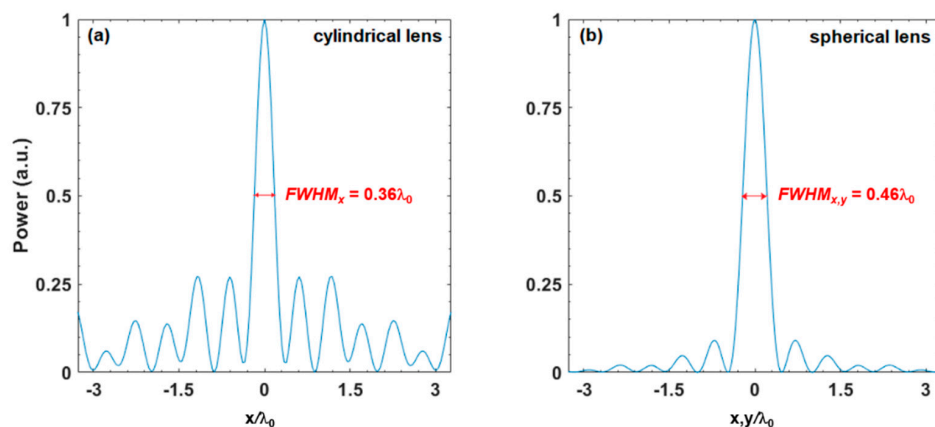 (a) cylindrical lens
Power (a.u.)
1
0.75
0.5
0.25
0
FWHMx = 0.36λ0
-3 -1.5 0 1.5 3
x/λ0
(b) spherical lens
1
0.75
0.5
0.25
0
FWHMx,y = 0.46λ0
-3 -1.5 0 1.5 3
x,y/λ0